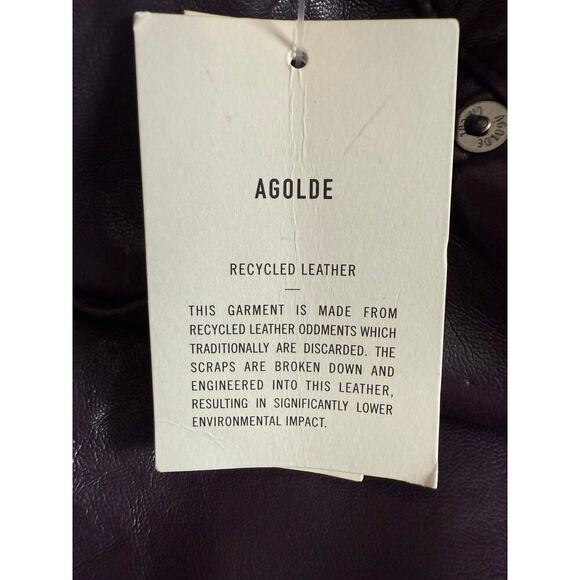 AGOLDE
AGOLDE
RECYCLED LEATHER
THIS GARMENT IS MADE FROM
RECYCLED LEATHER ODDMENTS WHICH
TRADITIONALLY ARE DISCARDED. THE
SCRAPS ARE BROKEN DOWN AND
ENGINEERED INTO THIS LEATHER,
RESULTING IN SIGNIFICANTLY LOWER
ENVIRONMENTAL IMPACT.